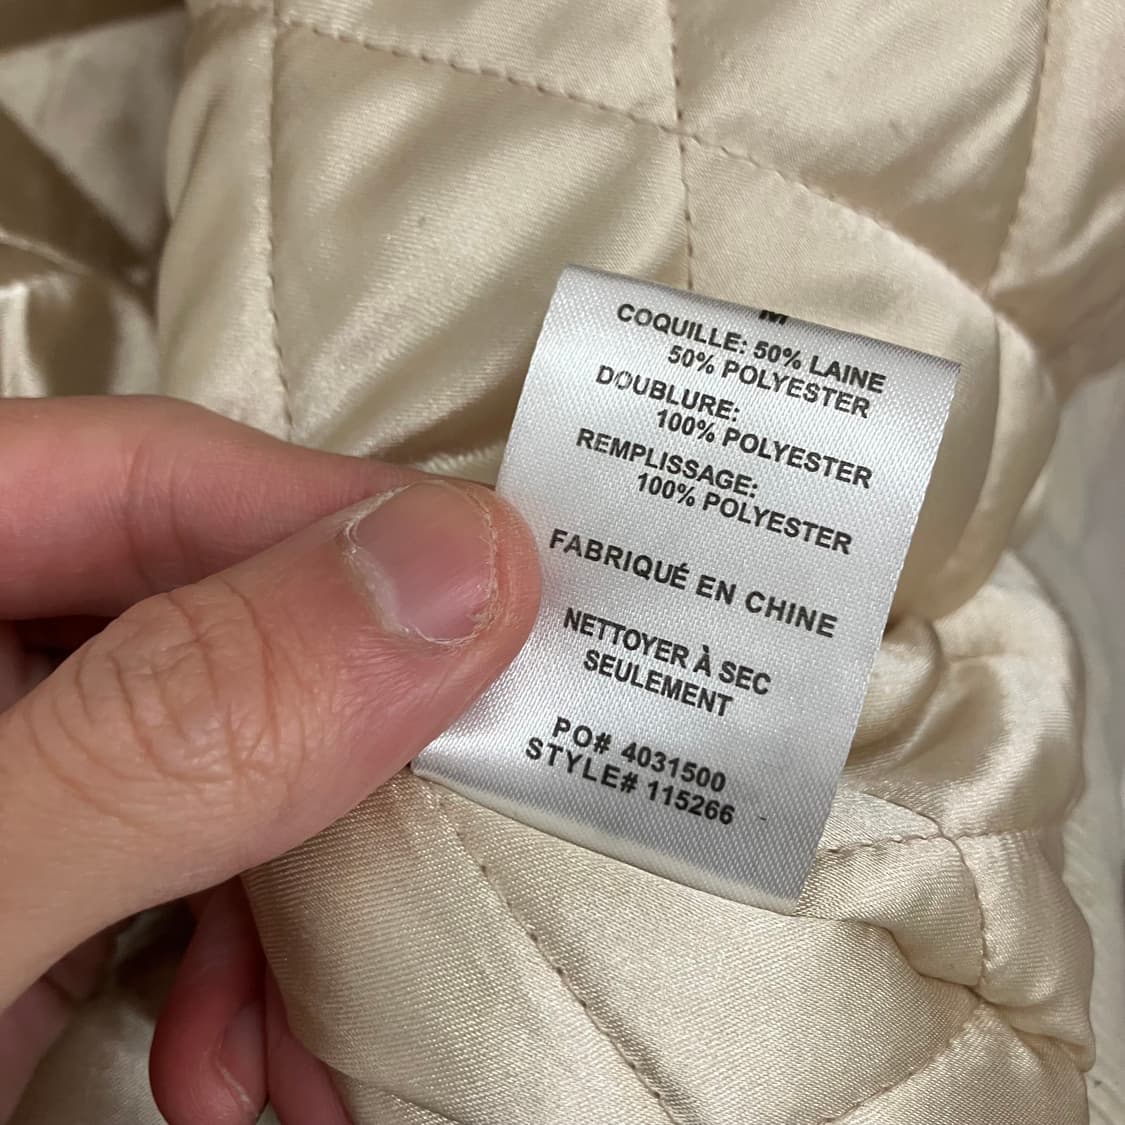 M
COQUILLE: 50% LAINE
50% POLYESTER
DOUBLURE:
100% POLYESTER
REMPLISSAGE:
100% POLYESTER
FABRIQUÉ EN CHINE
NETTOYER À SEC
SEULEMENT
PO# 4031500
STYLE# 115266